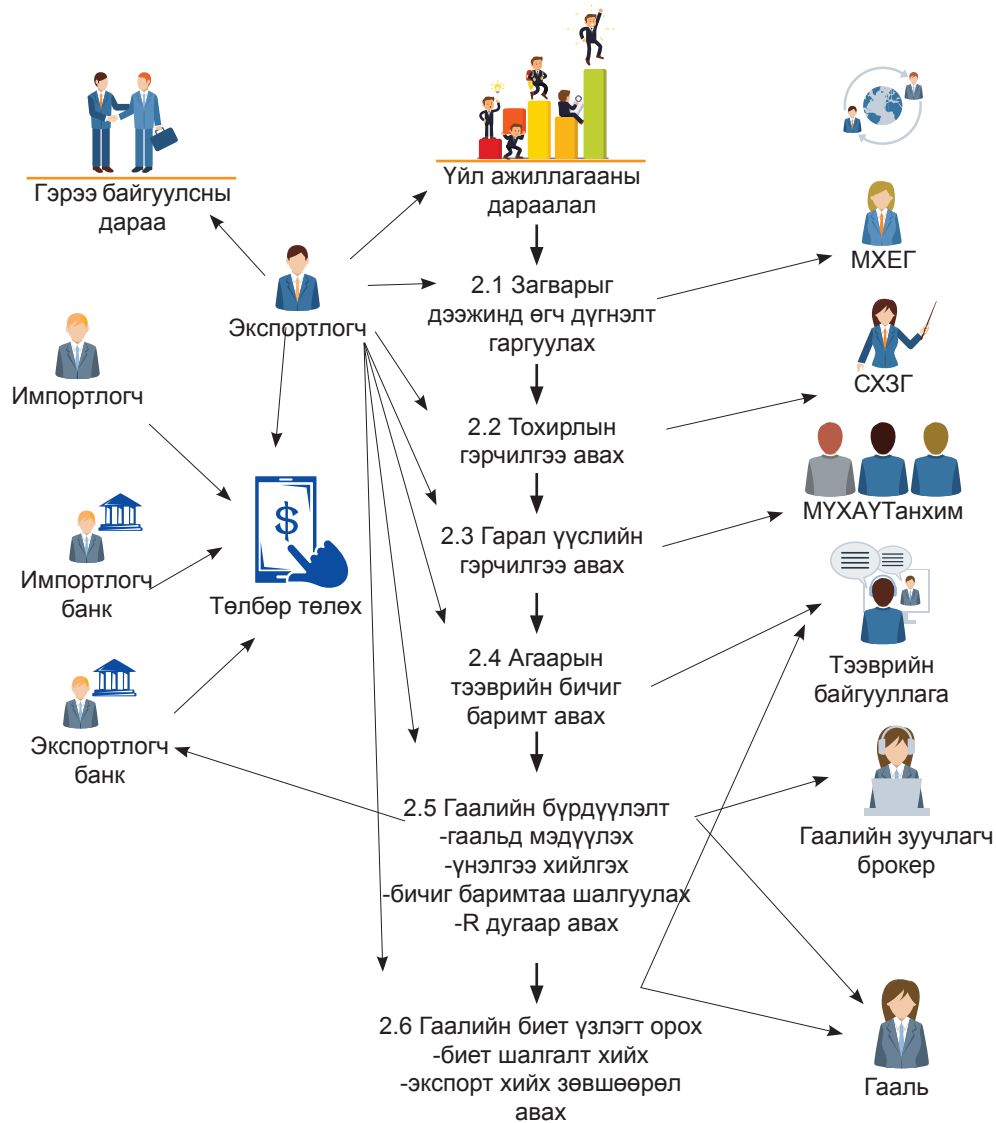 Гэрээ байгуулсны
дараа
Үйл ажиллагааны
дараалал
МХЕГ
Экспортлогч
2.1 Загварыг
дээжинд өгч дүгнэлт
гаргуулах
Импортлогч
СХЗГ
2.2 Тохирлын
гэрчилгээ авах
МҮХАҮТанхим
$
2.3 Гарал үүслийн
гэрчилгээ авах
Импортлогч
банк
Төлбөр төлөх
2.4 Агаарын
тээврийн бичиг
баримт авах
Тээврийн
байгууллага
Экспортлогч
банк
2.5 Гаалийн бүрдүүлэлт
-гаальд мэдүүлэх
-үнэлгээ хийлгэх
-бичиг баримтаа шалгуулах
-R дугаар авах
Гаалийн зуучлагч
брокер
2.6 Гаалийн биет үзлэгт орох
-биет шалгалт хийх
-экспорт хийх зөвшөөрөл
авах
Гааль